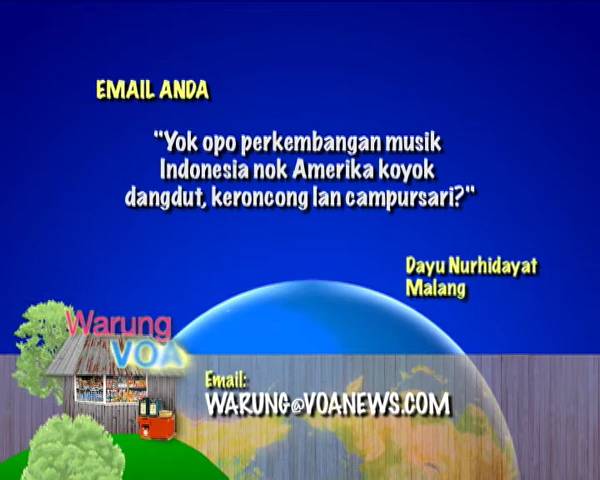 EMAIL ANDA
"Yok opo perkembangan musik
Indonesia nok Amerika koyok
dangdut, keroncong lan campursari?"
Dayu Nurhidayat
Malang
Warung
VOA
Email:
WARUNG@VOANEWS.COM